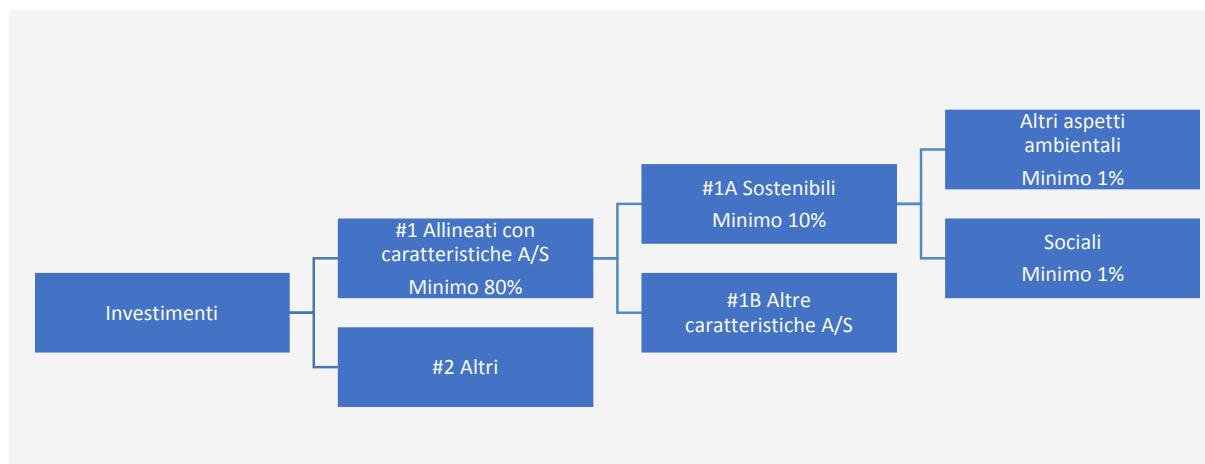 Investimenti
#1 Allineati con
caratteristiche A/S
Minimo 80%
#2 Altri
#1A Sostenibili
Minimo 10%
#1B Altre
caratteristiche A/S
Altri aspetti
ambientali
Minimo 1%
Sociali
Minimo 1%